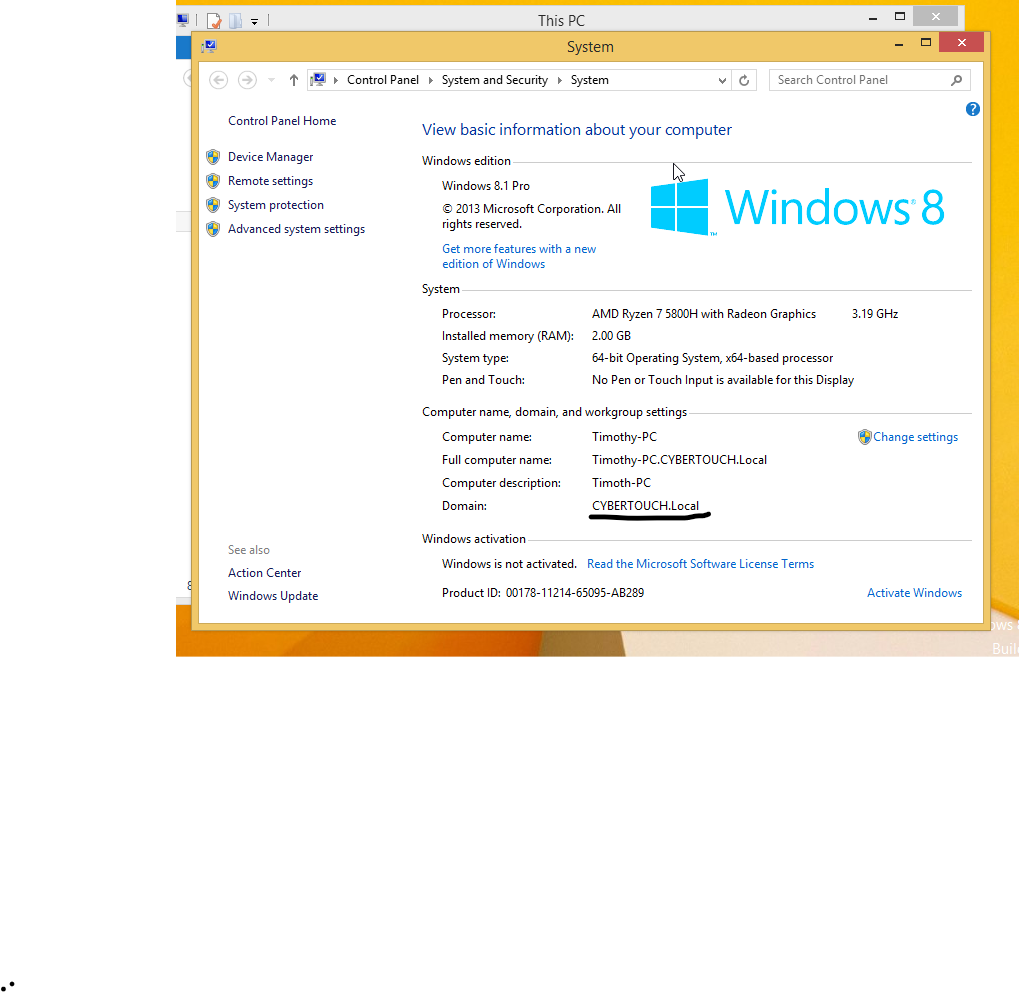 This PC
System
Control Panel System and Security System
Search Control Panel
Control Panel Home
Device Manager
Remote settings
System protection
Advanced system settings
See also
Action Center
Windows Update
View basic information about your computer
Windows edition
Windows 8.1 Pro
© 2013 Microsoft Corporation. All
rights reserved.
Get more features with a new
edition of Windows
Windows® 8
™
System
Processor: AMD Ryzen 7 5800H with Radeon Graphics 3.19 GHz
Installed memory (RAM): 2.00 GB
System type: 64-bit Operating System, x64-based processor
Pen and Touch: No Pen or Touch Input is available for this Display
Computer name, domain, and workgroup settings
Computer name: Timothy-PC Change settings
Full computer name: Timothy-PC.CYBERTOUCH.Local
Computer description: Timoth-PC
Domain: CYBERTOUCH.Local
Windows activation
Windows is not activated. Read the Microsoft Software License Terms
Product ID: 00178-11214-65095-AB289 Activate Windows